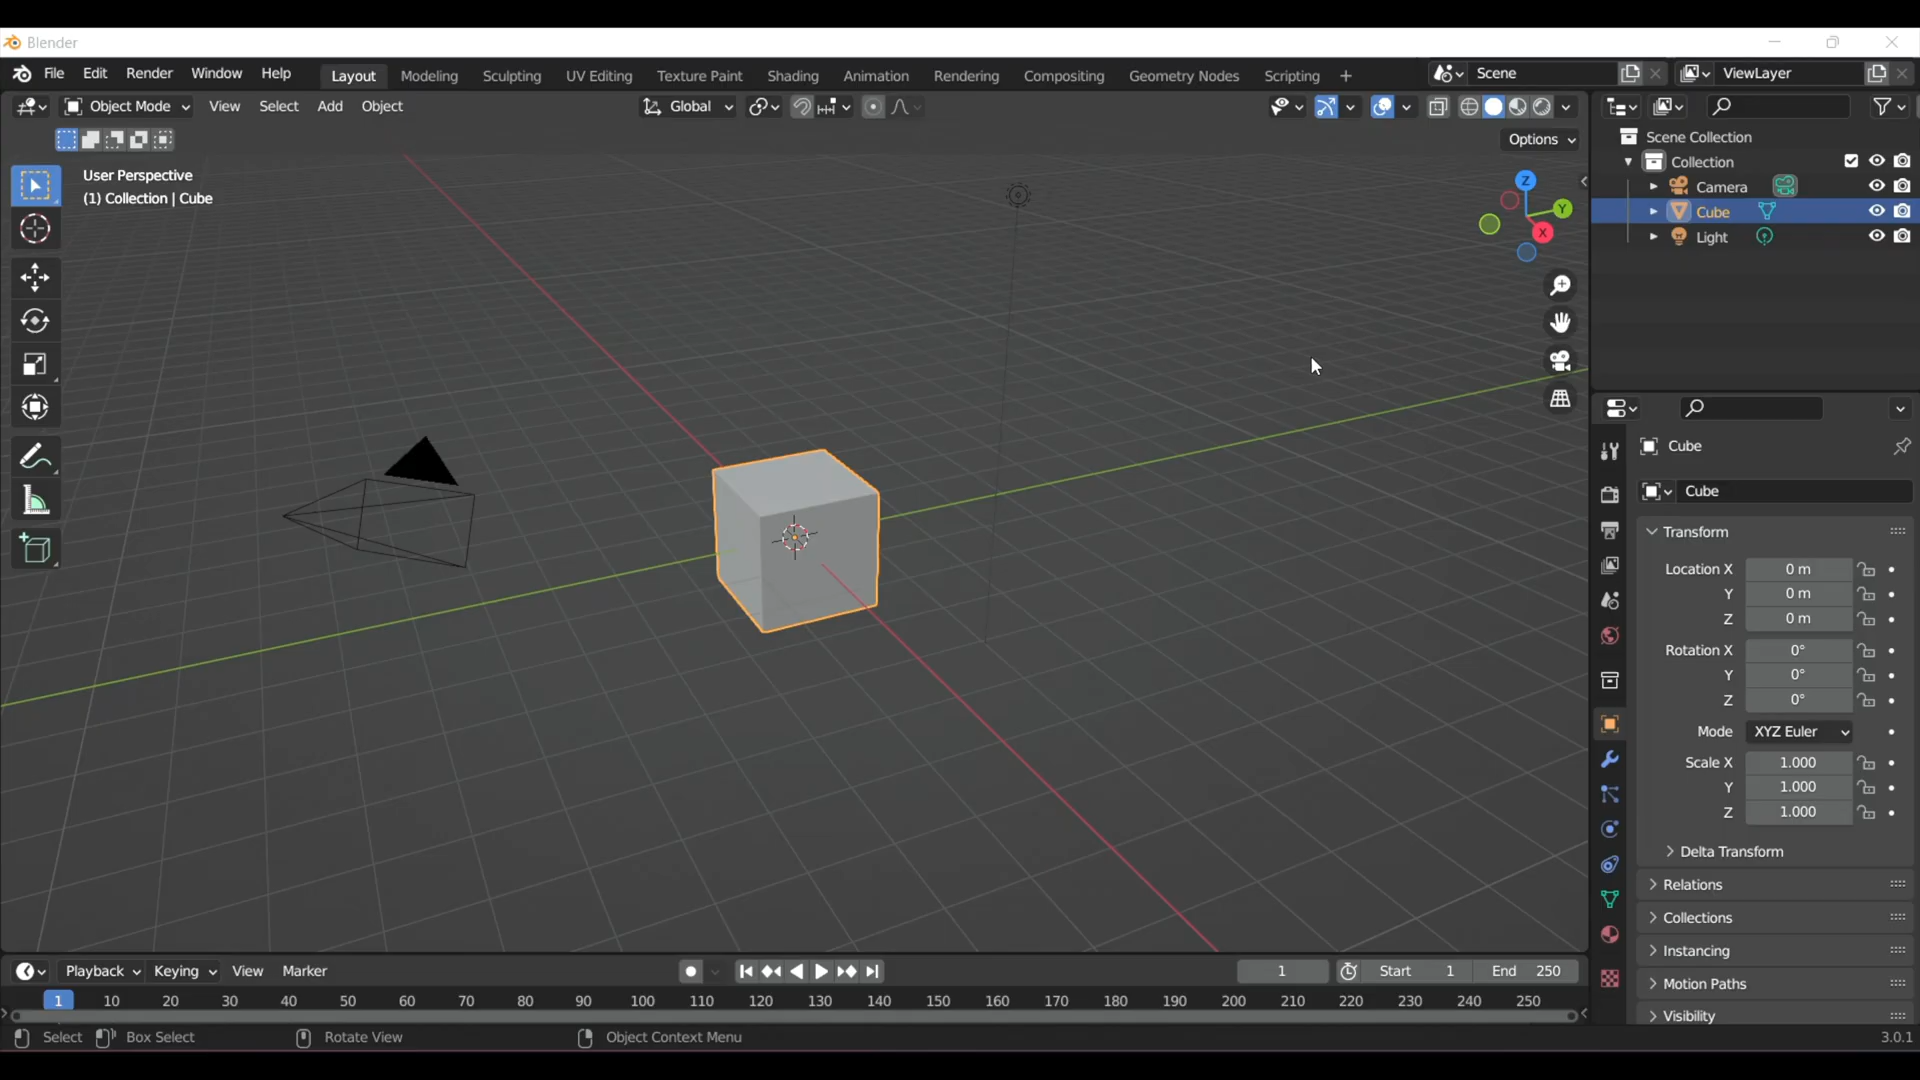 Blender
File Edit Render Window Help Layout Modeling Sculpting UV Editing Texture Paint Shading Animation Rendering Compositing Geometry Nodes Scripting + Scene ViewLayer
Object Mode View Select Add Object Global
Options
User Perspective
(1) Collection | Cube
Z
Y
X
Scene Collection
Collection
Camera
Cube
Light
Cube
Cube
Transform
Location X 0 m
Y 0 m
Z 0 m
Rotation X 0°
Y 0°
Z 0°
Mode XYZ Euler
Scale X 1.000
Y 1.000
Z 1.000
Delta Transform
Relations
Collections
Instancing
Motion Paths
Visibility
Playback Keying View Marker 1 Start 1 End 250
1 10 20 30 40 50 60 70 80 90 100 110 120 130 140 150 160 170 180 190 200 210 220 230 240 250
Select Box Select Rotate View Object Context Menu 3.0.1